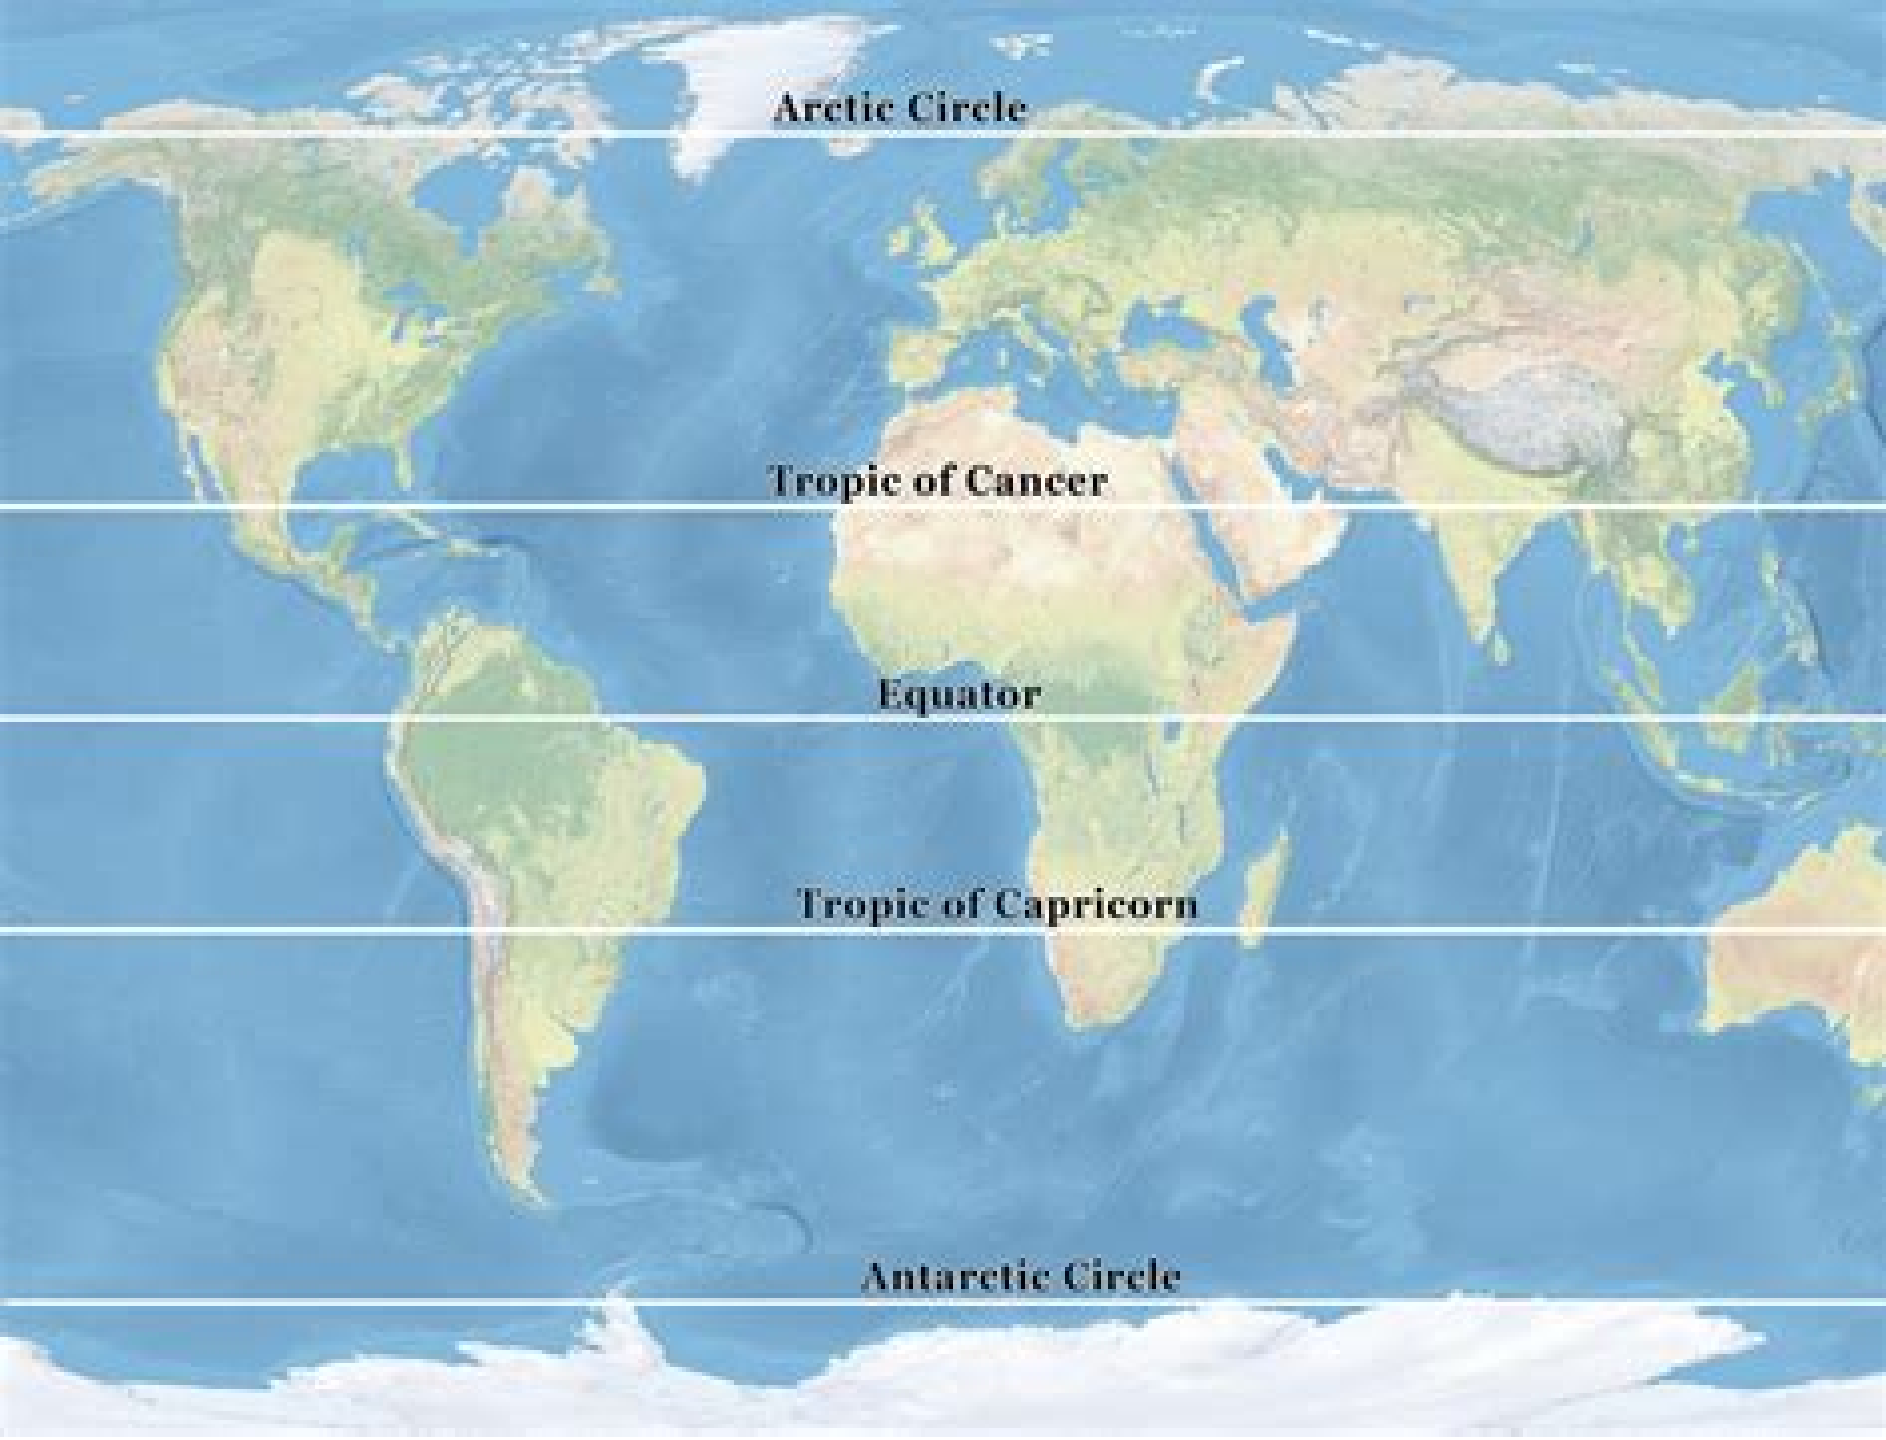 Arctic Circle
Tropic of Cancer
Equator
Tropic of Capricorn
Antarctic Circle